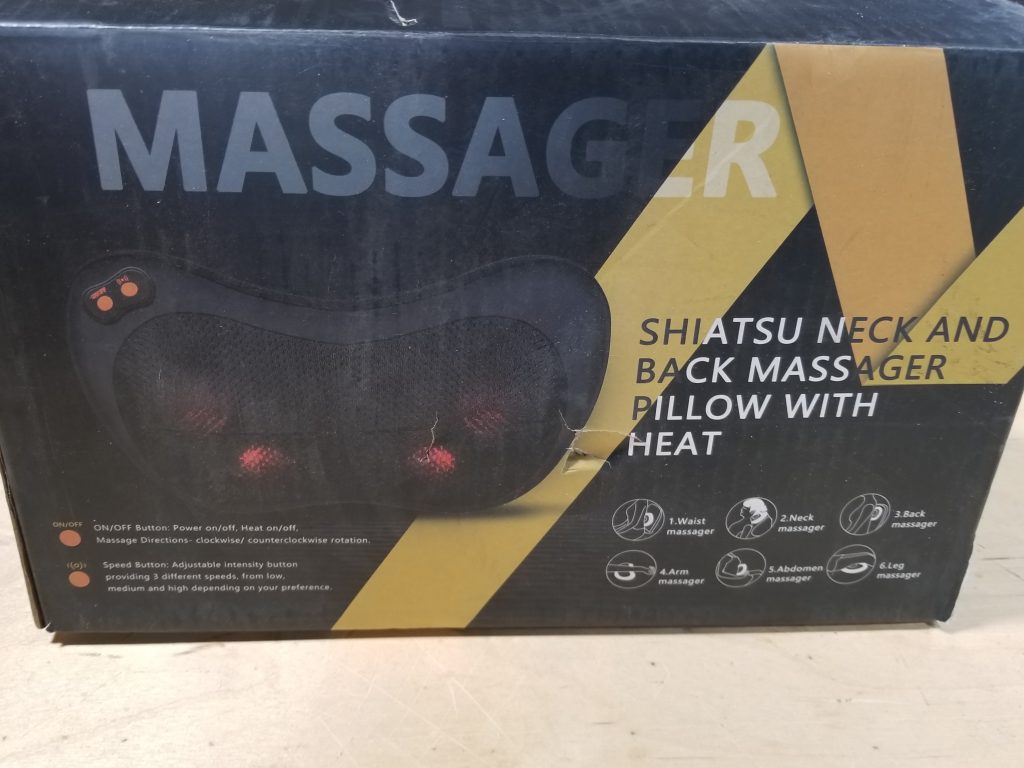 MASSAGER
SHIATSU NECK AND
BACK MASSAGER
PILLOW WITH
HEAT
ON/OFF
ON/OFF Button: Power on/off, Heat on/off,
Massage Directions- clockwise/ counterclockwise rotation.
Speed Button: Adjustable intensity button
providing 3 different speeds, from low,
medium and high depending on your preference.
1.Waist
massager
2.Neck
massager
3.Back
massager
4.Arm
massager
5.Abdomen
massager
6.Leg
massager